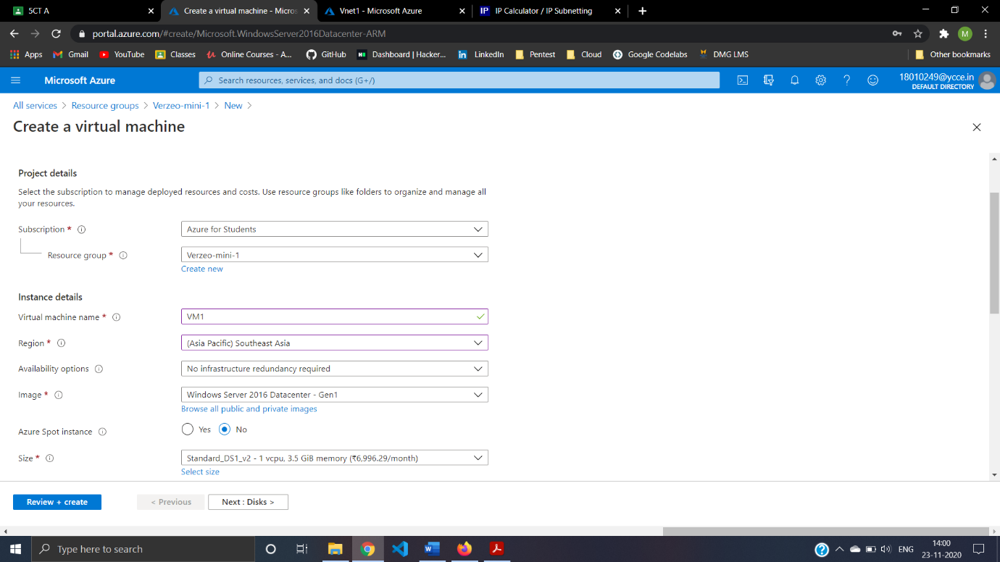 5CT A
Create a virtual machine - Micros
Vnet1 - Microsoft Azure
IP IP Calculator / IP Subnetting
portal.azure.com/#create/Microsoft.WindowsServer2016Datacenter-ARM
M
Apps Gmail YouTube Classes Online Courses - A... GitHub Dashboard | Hacker... LinkedIn Pentest Cloud Google Codelabs DMG LMS Other bookmarks
Microsoft Azure
Search resources, services, and docs (G+/)
18010249@ycce.in
DEFAULT DIRECTORY
All services > Resource groups > Verzeo-mini-1 > New >
Create a virtual machine
Project details
Select the subscription to manage deployed resources and costs. Use resource groups like folders to organize and manage all
your resources.
Subscription * Azure for Students
Resource group * Verzeo-mini-1
Create new
Instance details
Virtual machine name * VM1
Region * (Asia Pacific) Southeast Asia
Availability options No infrastructure redundancy required
Image * Windows Server 2016 Datacenter - Gen1
Browse all public and private images
Azure Spot instance Yes No
Size * Standard_DS1_v2 - 1 vcpu, 3.5 GiB memory (₹6,996.29/month)
Select size
Review + create < Previous Next : Disks >
Type here to search
ENG
14:00
23-11-2020